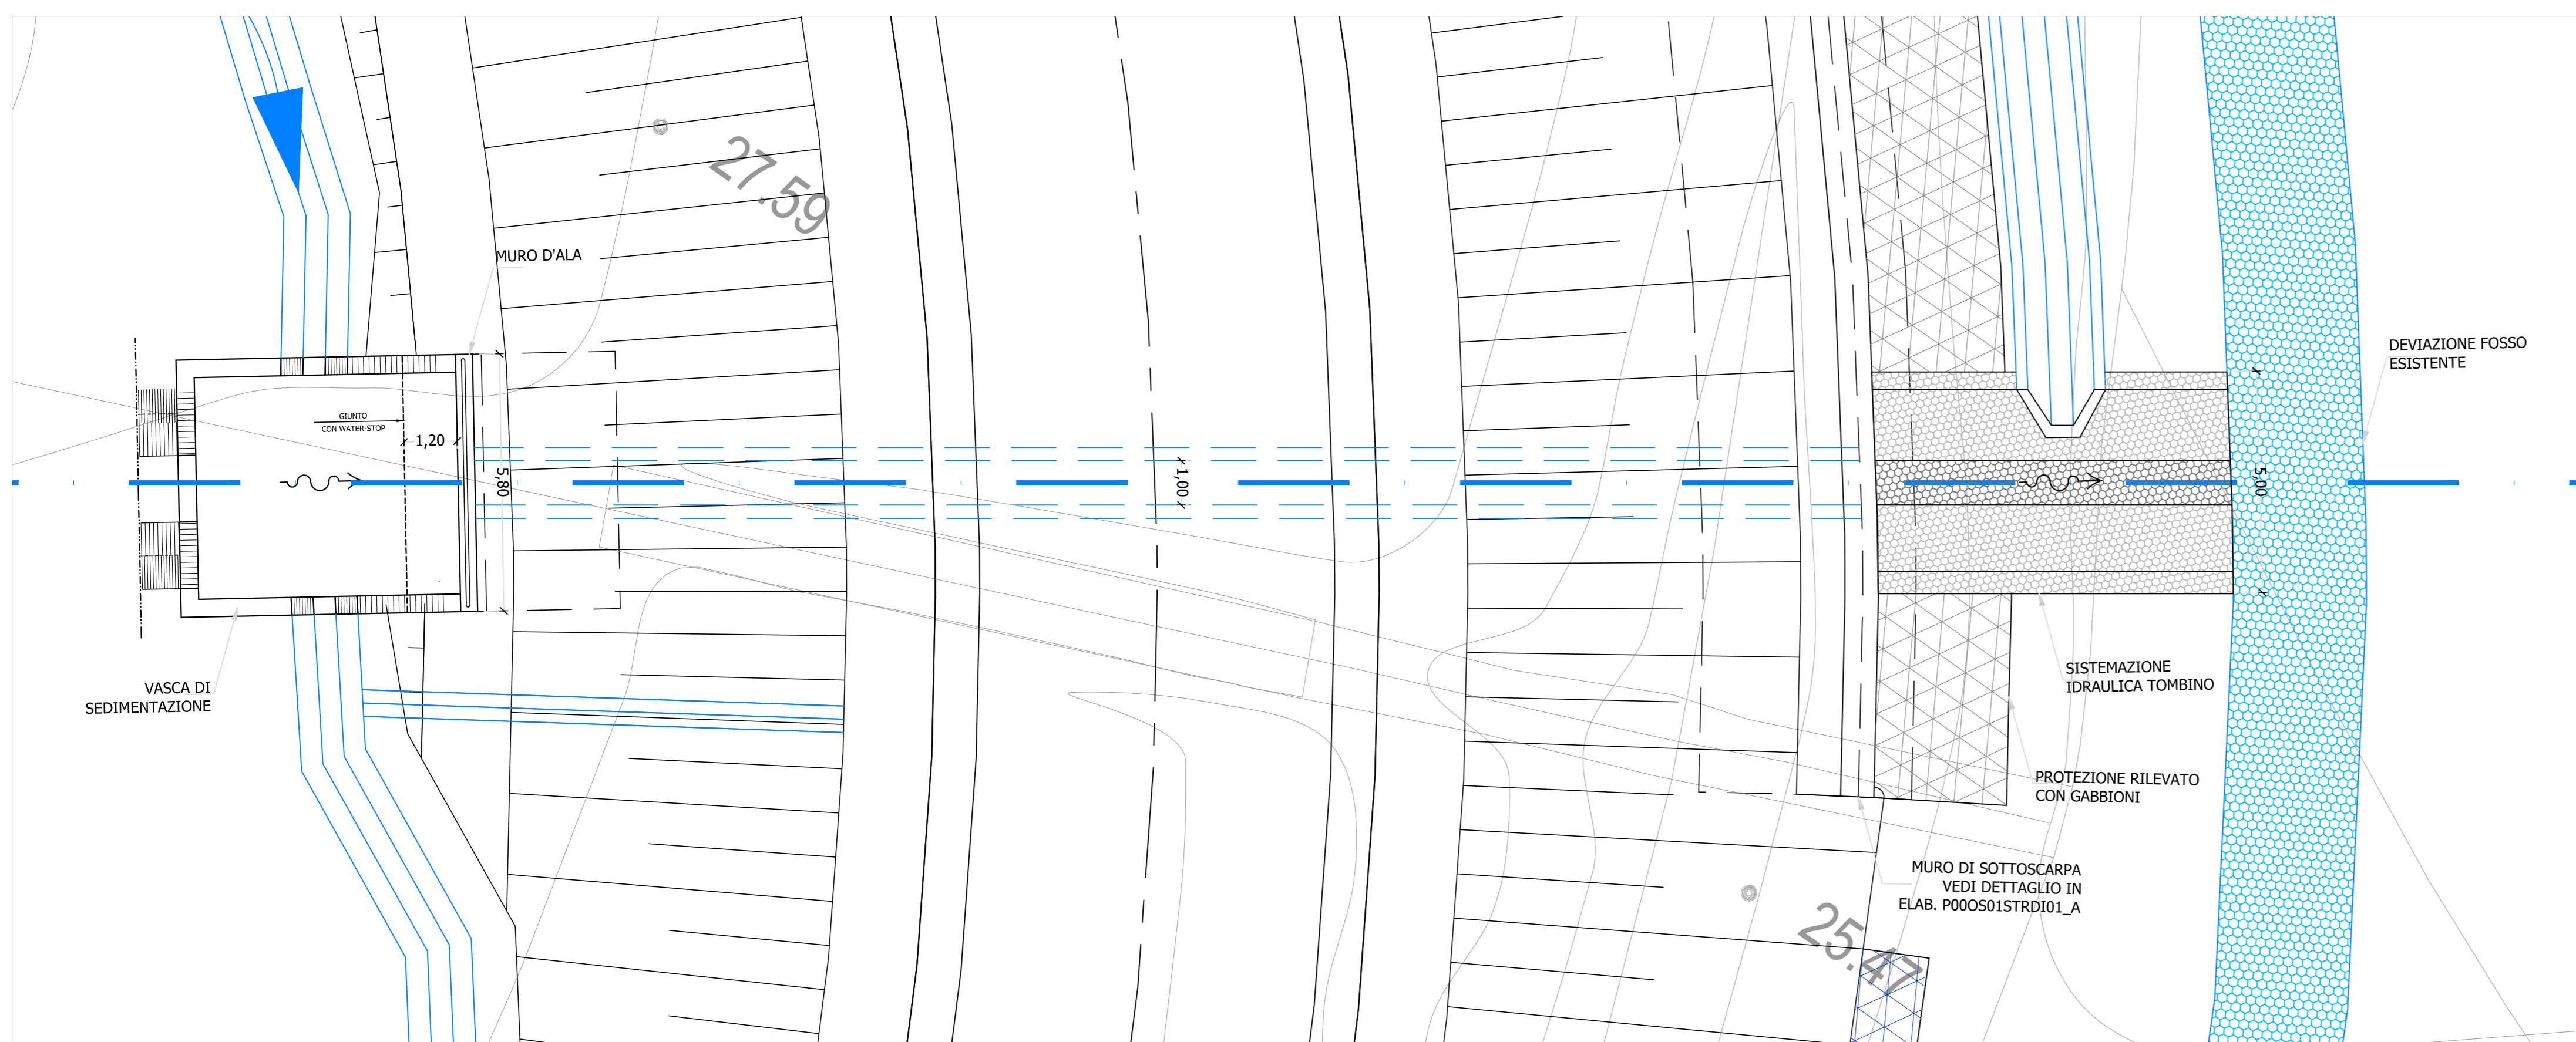 27.59
MURO D'ALA
DEVIAZIONE FOSSO
ESISTENTE
GIUNTO
CON WATER-STOP
1,20
5,80
1,00
5,00
VASCA DI
SEDIMENTAZIONE
SISTEMAZIONE
IDRAULICA TOMBINO
PROTEZIONE RILEVATO
CON GABBIONI
MURO DI SOTTOSCARPA
VEDI DETTAGLIO IN
ELAB. P00OS01STRDI01_A
25.47